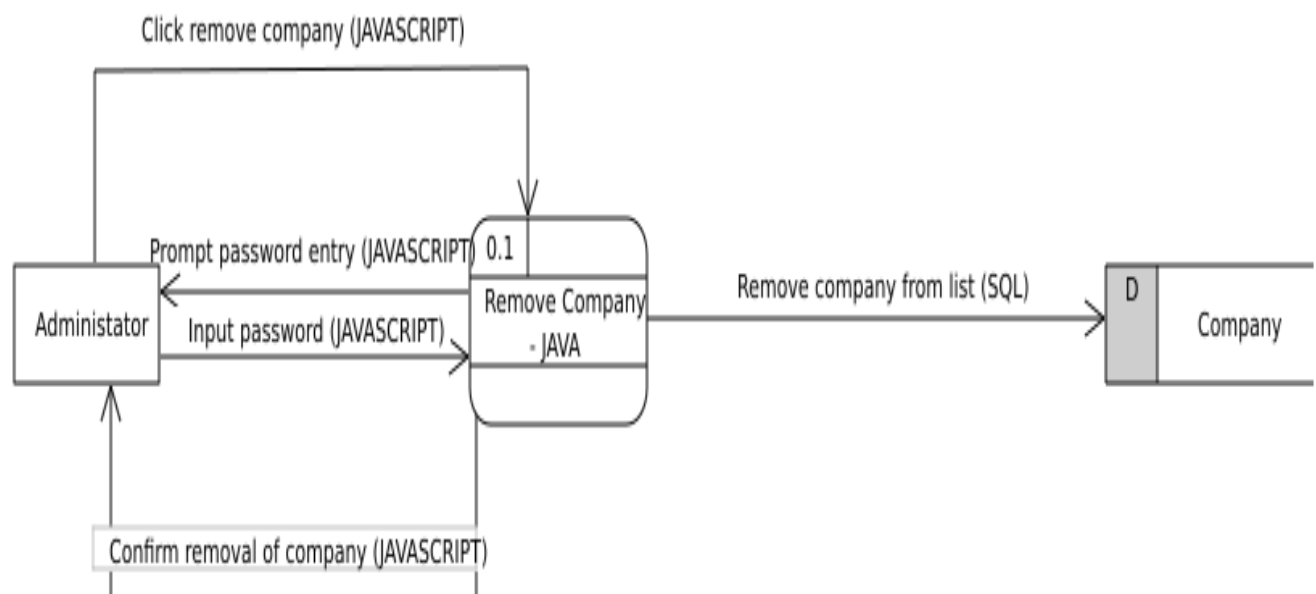 Click remove company (JAVASCRIPT)
Prompt password entry (JAVASCRIPT)
0.1
Administator
Input password (JAVASCRIPT)
Remove Company
- JAVA
Remove company from list (SQL)
D
Company
Confirm removal of company (JAVASCRIPT)